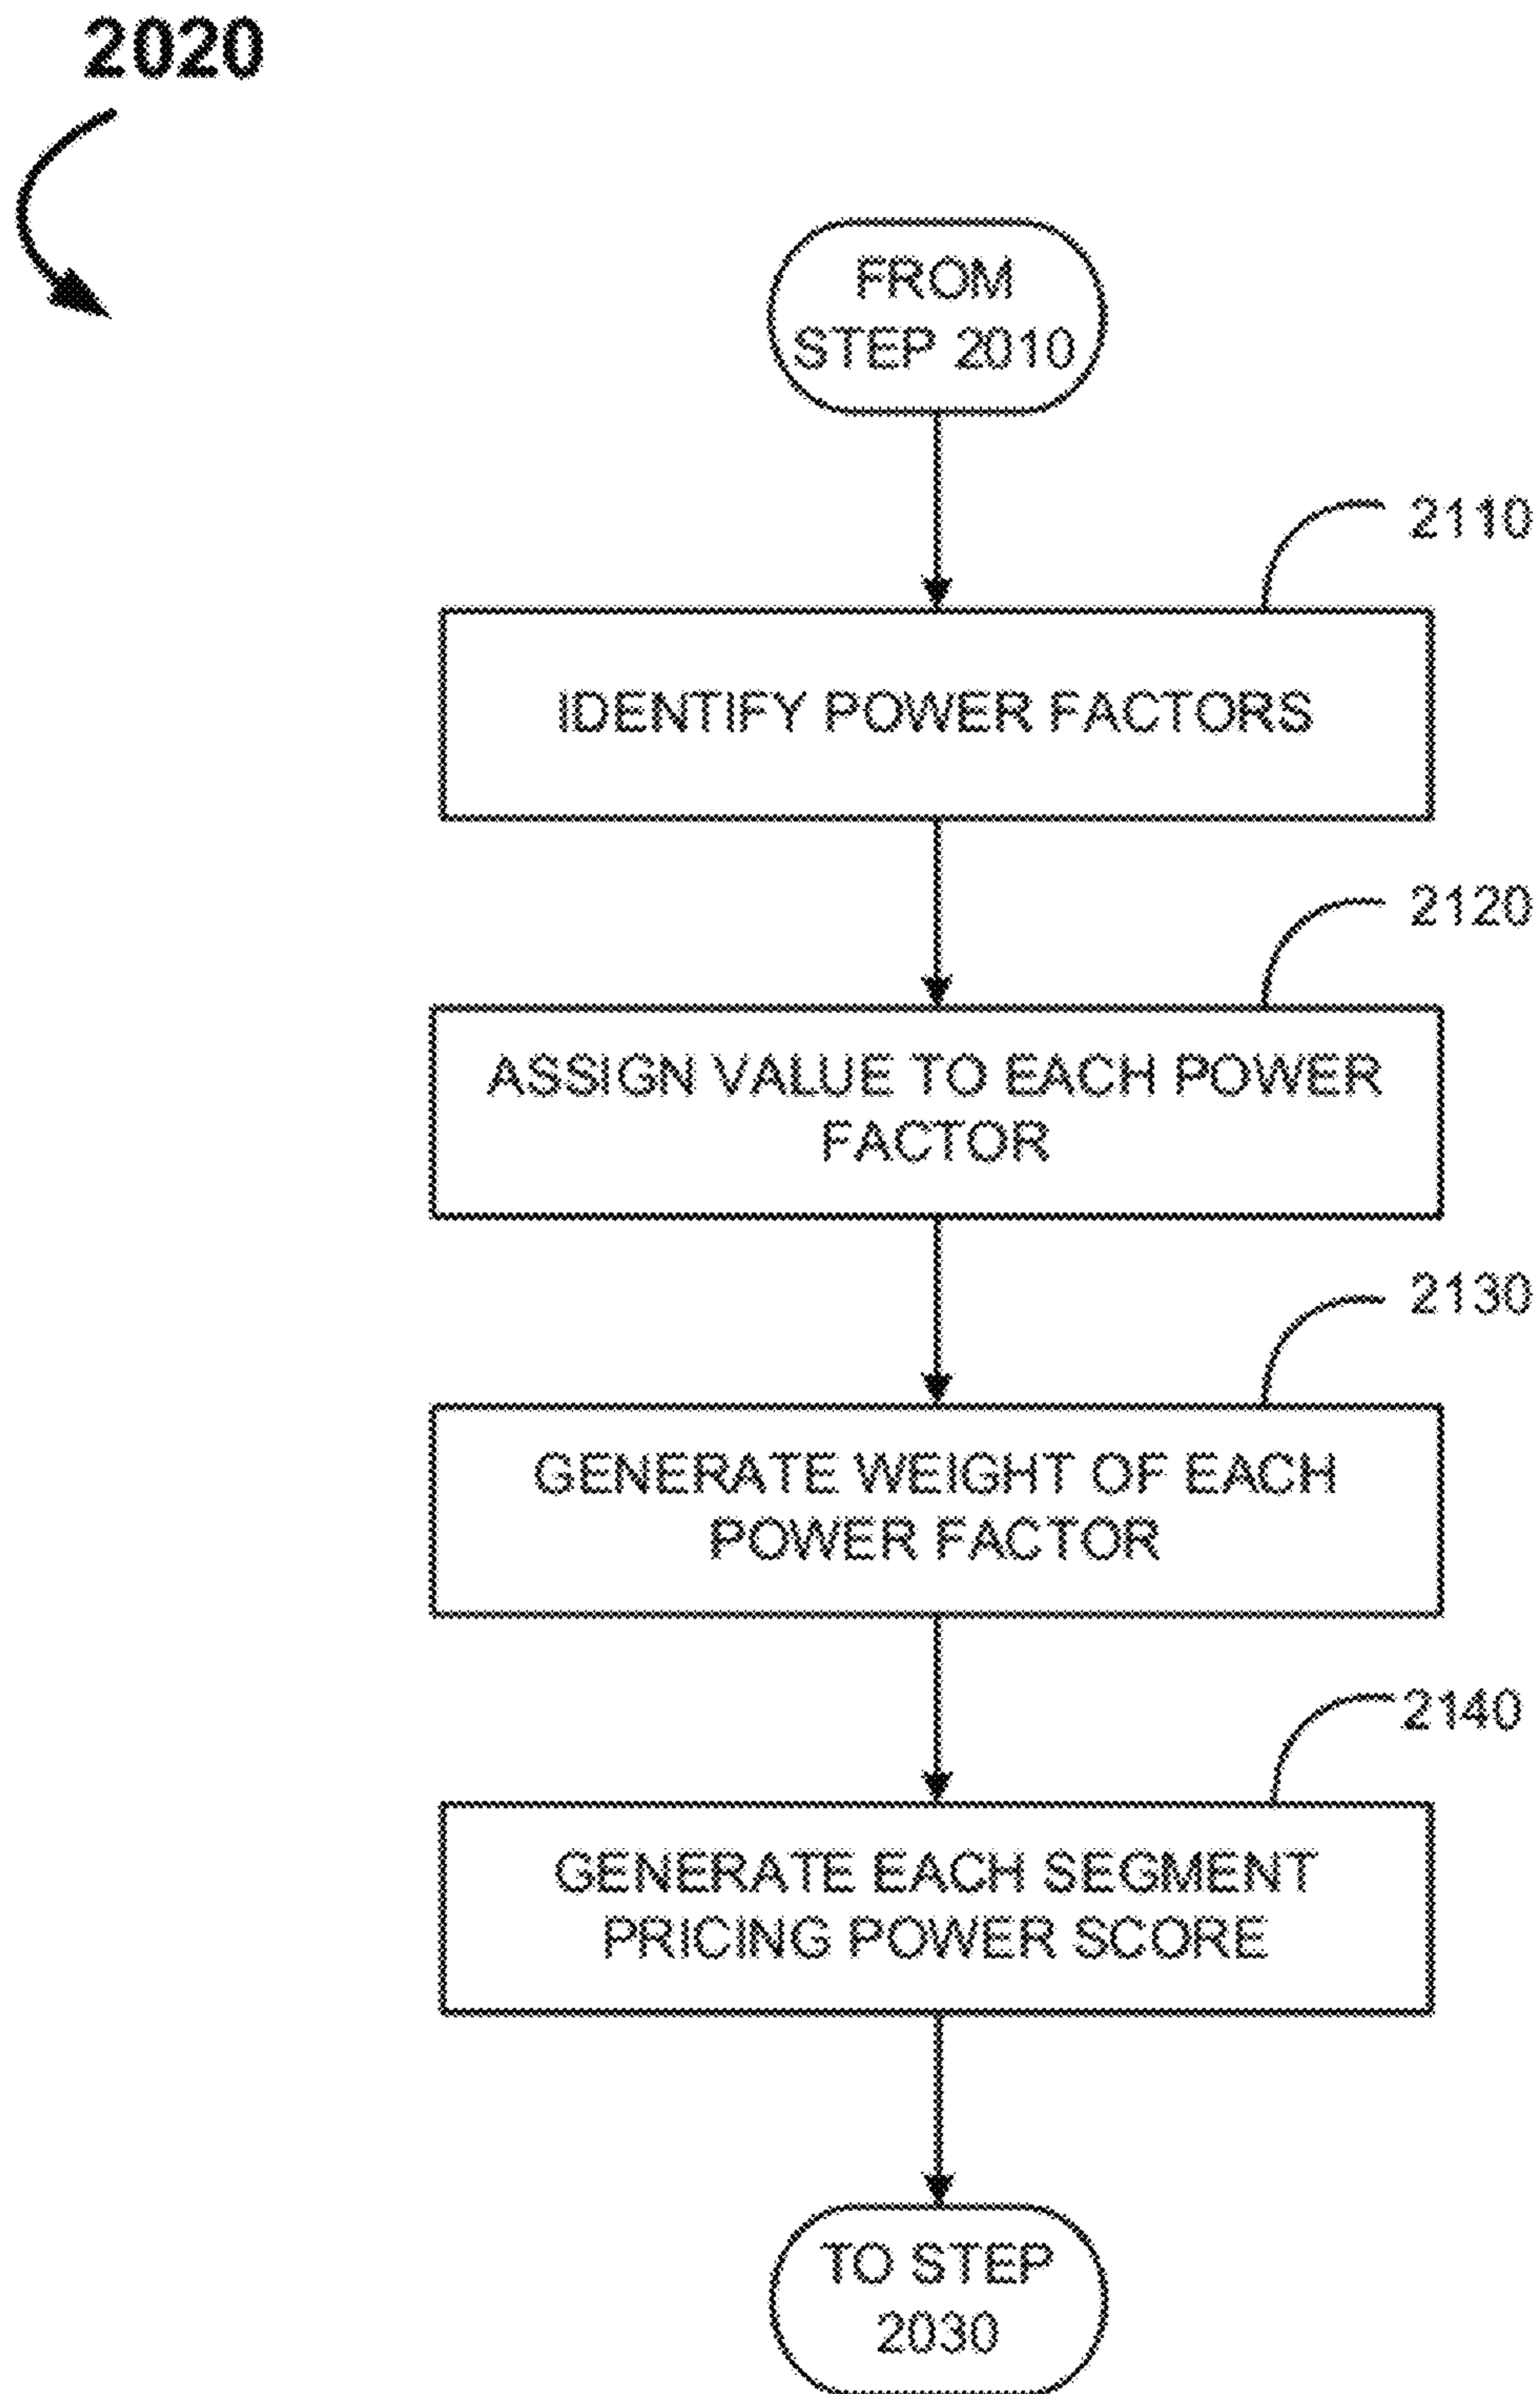 2020
FROM
STEP 2010
2110
IDENTIFY POWER FACTORS
2120
ASSIGN VALUE TO EACH POWER
FACTOR
2130
GENERATE WEIGHT OF EACH
POWER FACTOR
2140
GENERATE EACH SEGMENT
PRICING POWER SCORE
TO STEP
2030